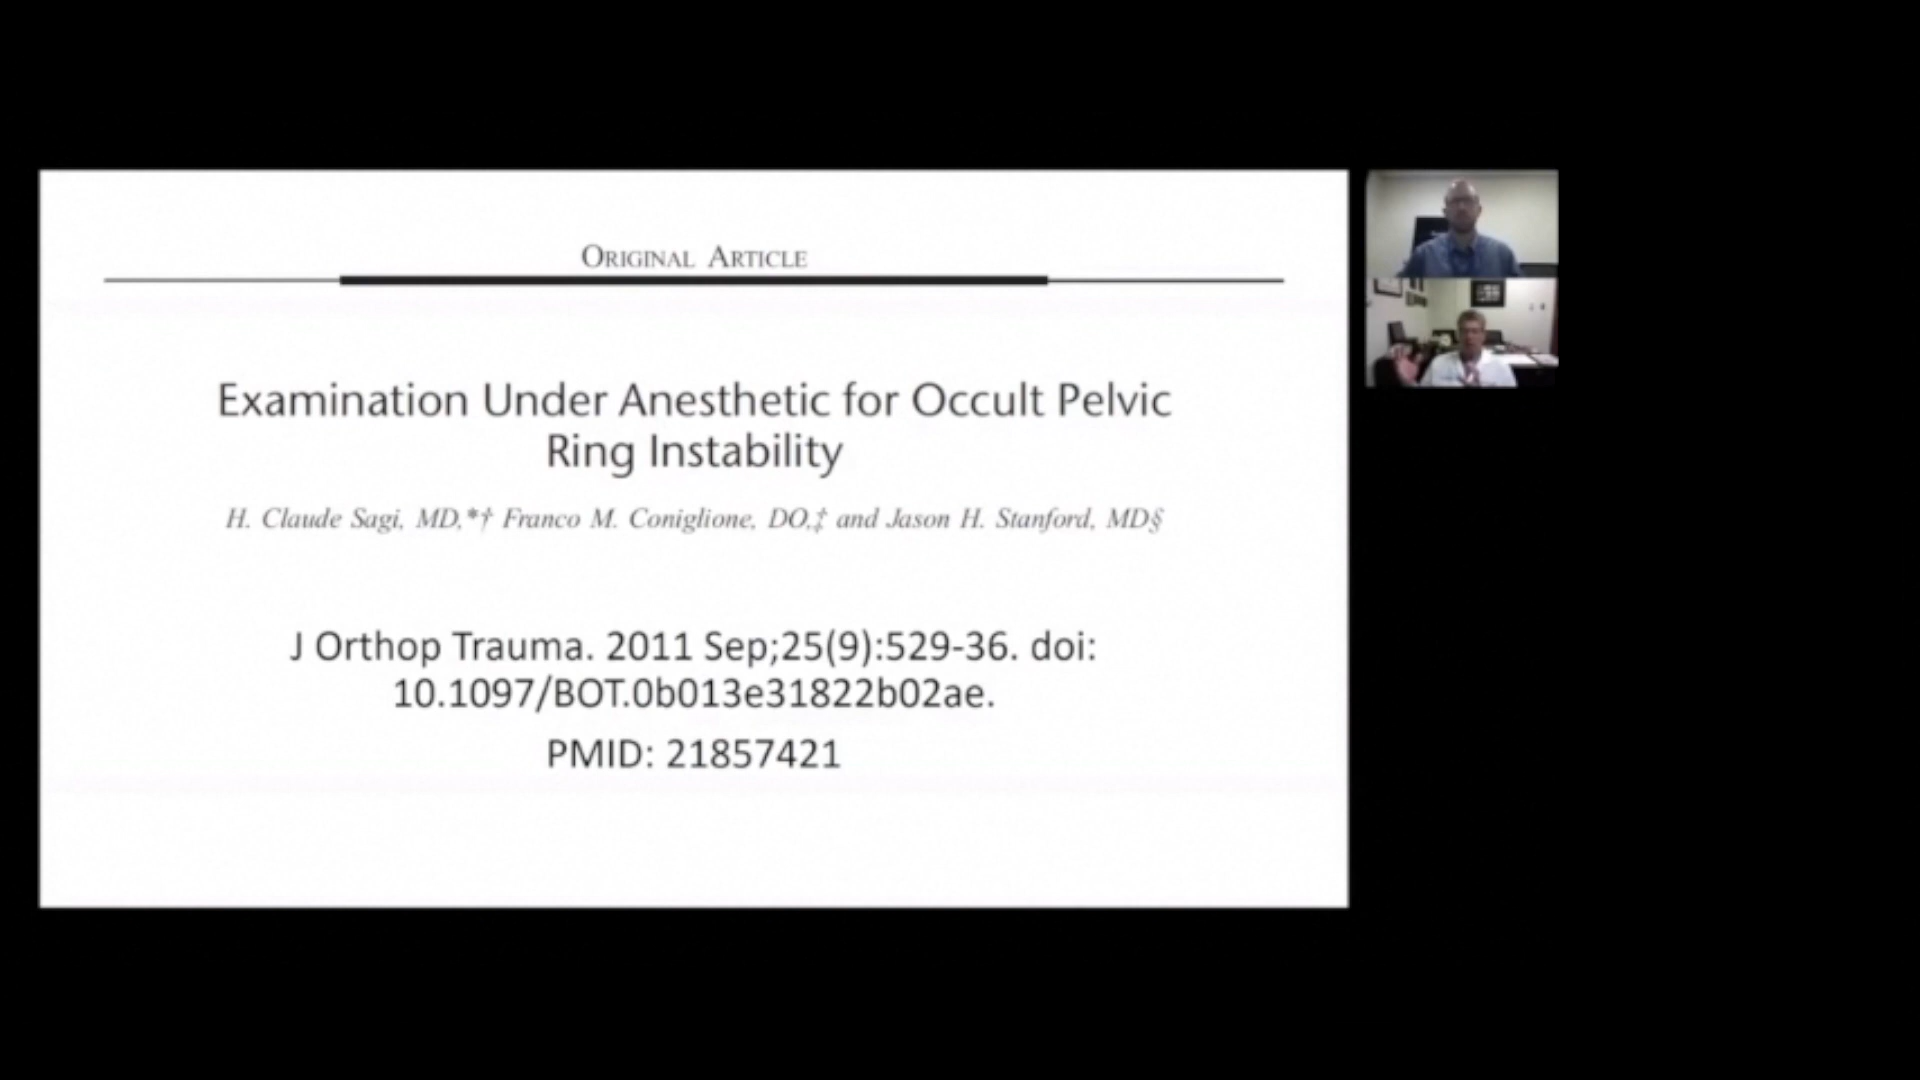 Original Article
Examination Under Anesthetic for Occult Pelvic
Ring Instability
H. Claude Sagi, MD,*† Franco M. Coniglione, DO,‡ and Jason H. Stanford, MD§
J Orthop Trauma. 2011 Sep;25(9):529-36. doi:
10.1097/BOT.0b013e31822b02ae.
PMID: 21857421